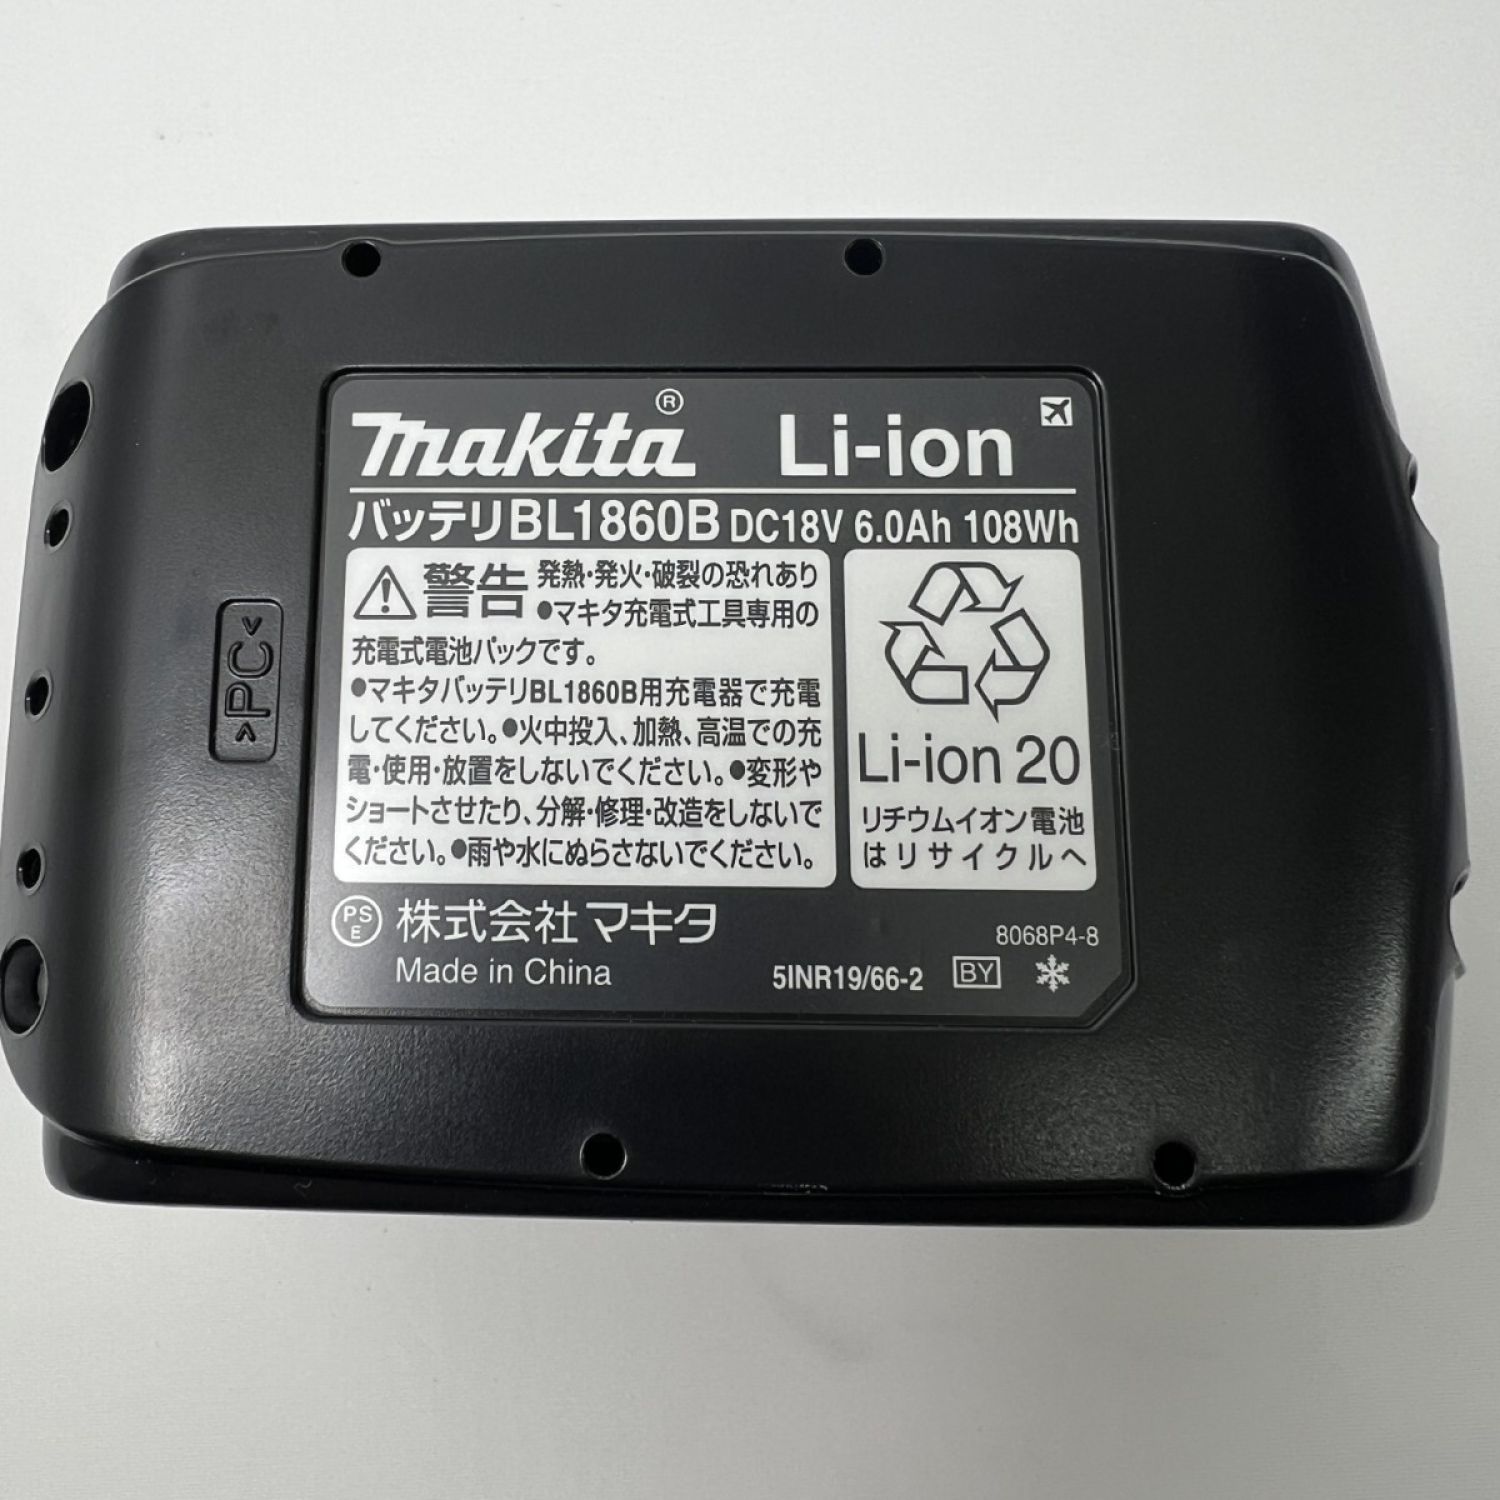 makita® Li-ion
バッテリBL1860B DC18V 6.0Ah 108Wh
警告 発熱・発火・破裂の恐れあり
●マキタ充電式工具専用の
充電式電池パックです。
●マキタバッテリBL1860B用充電器で充電
してください。●火中投入、加熱、高温での充
電・使用・放置をしないでください。●変形や
ショートさせたり、分解・修理・改造をしないで
ください。●雨や水にぬらさないでください。
Li-ion 20
リチウムイオン電池
はリサイクルへ
PS
E
株式会社マキタ
Made in China
8068P4-8
5INR19/66-2 BY
>PC<